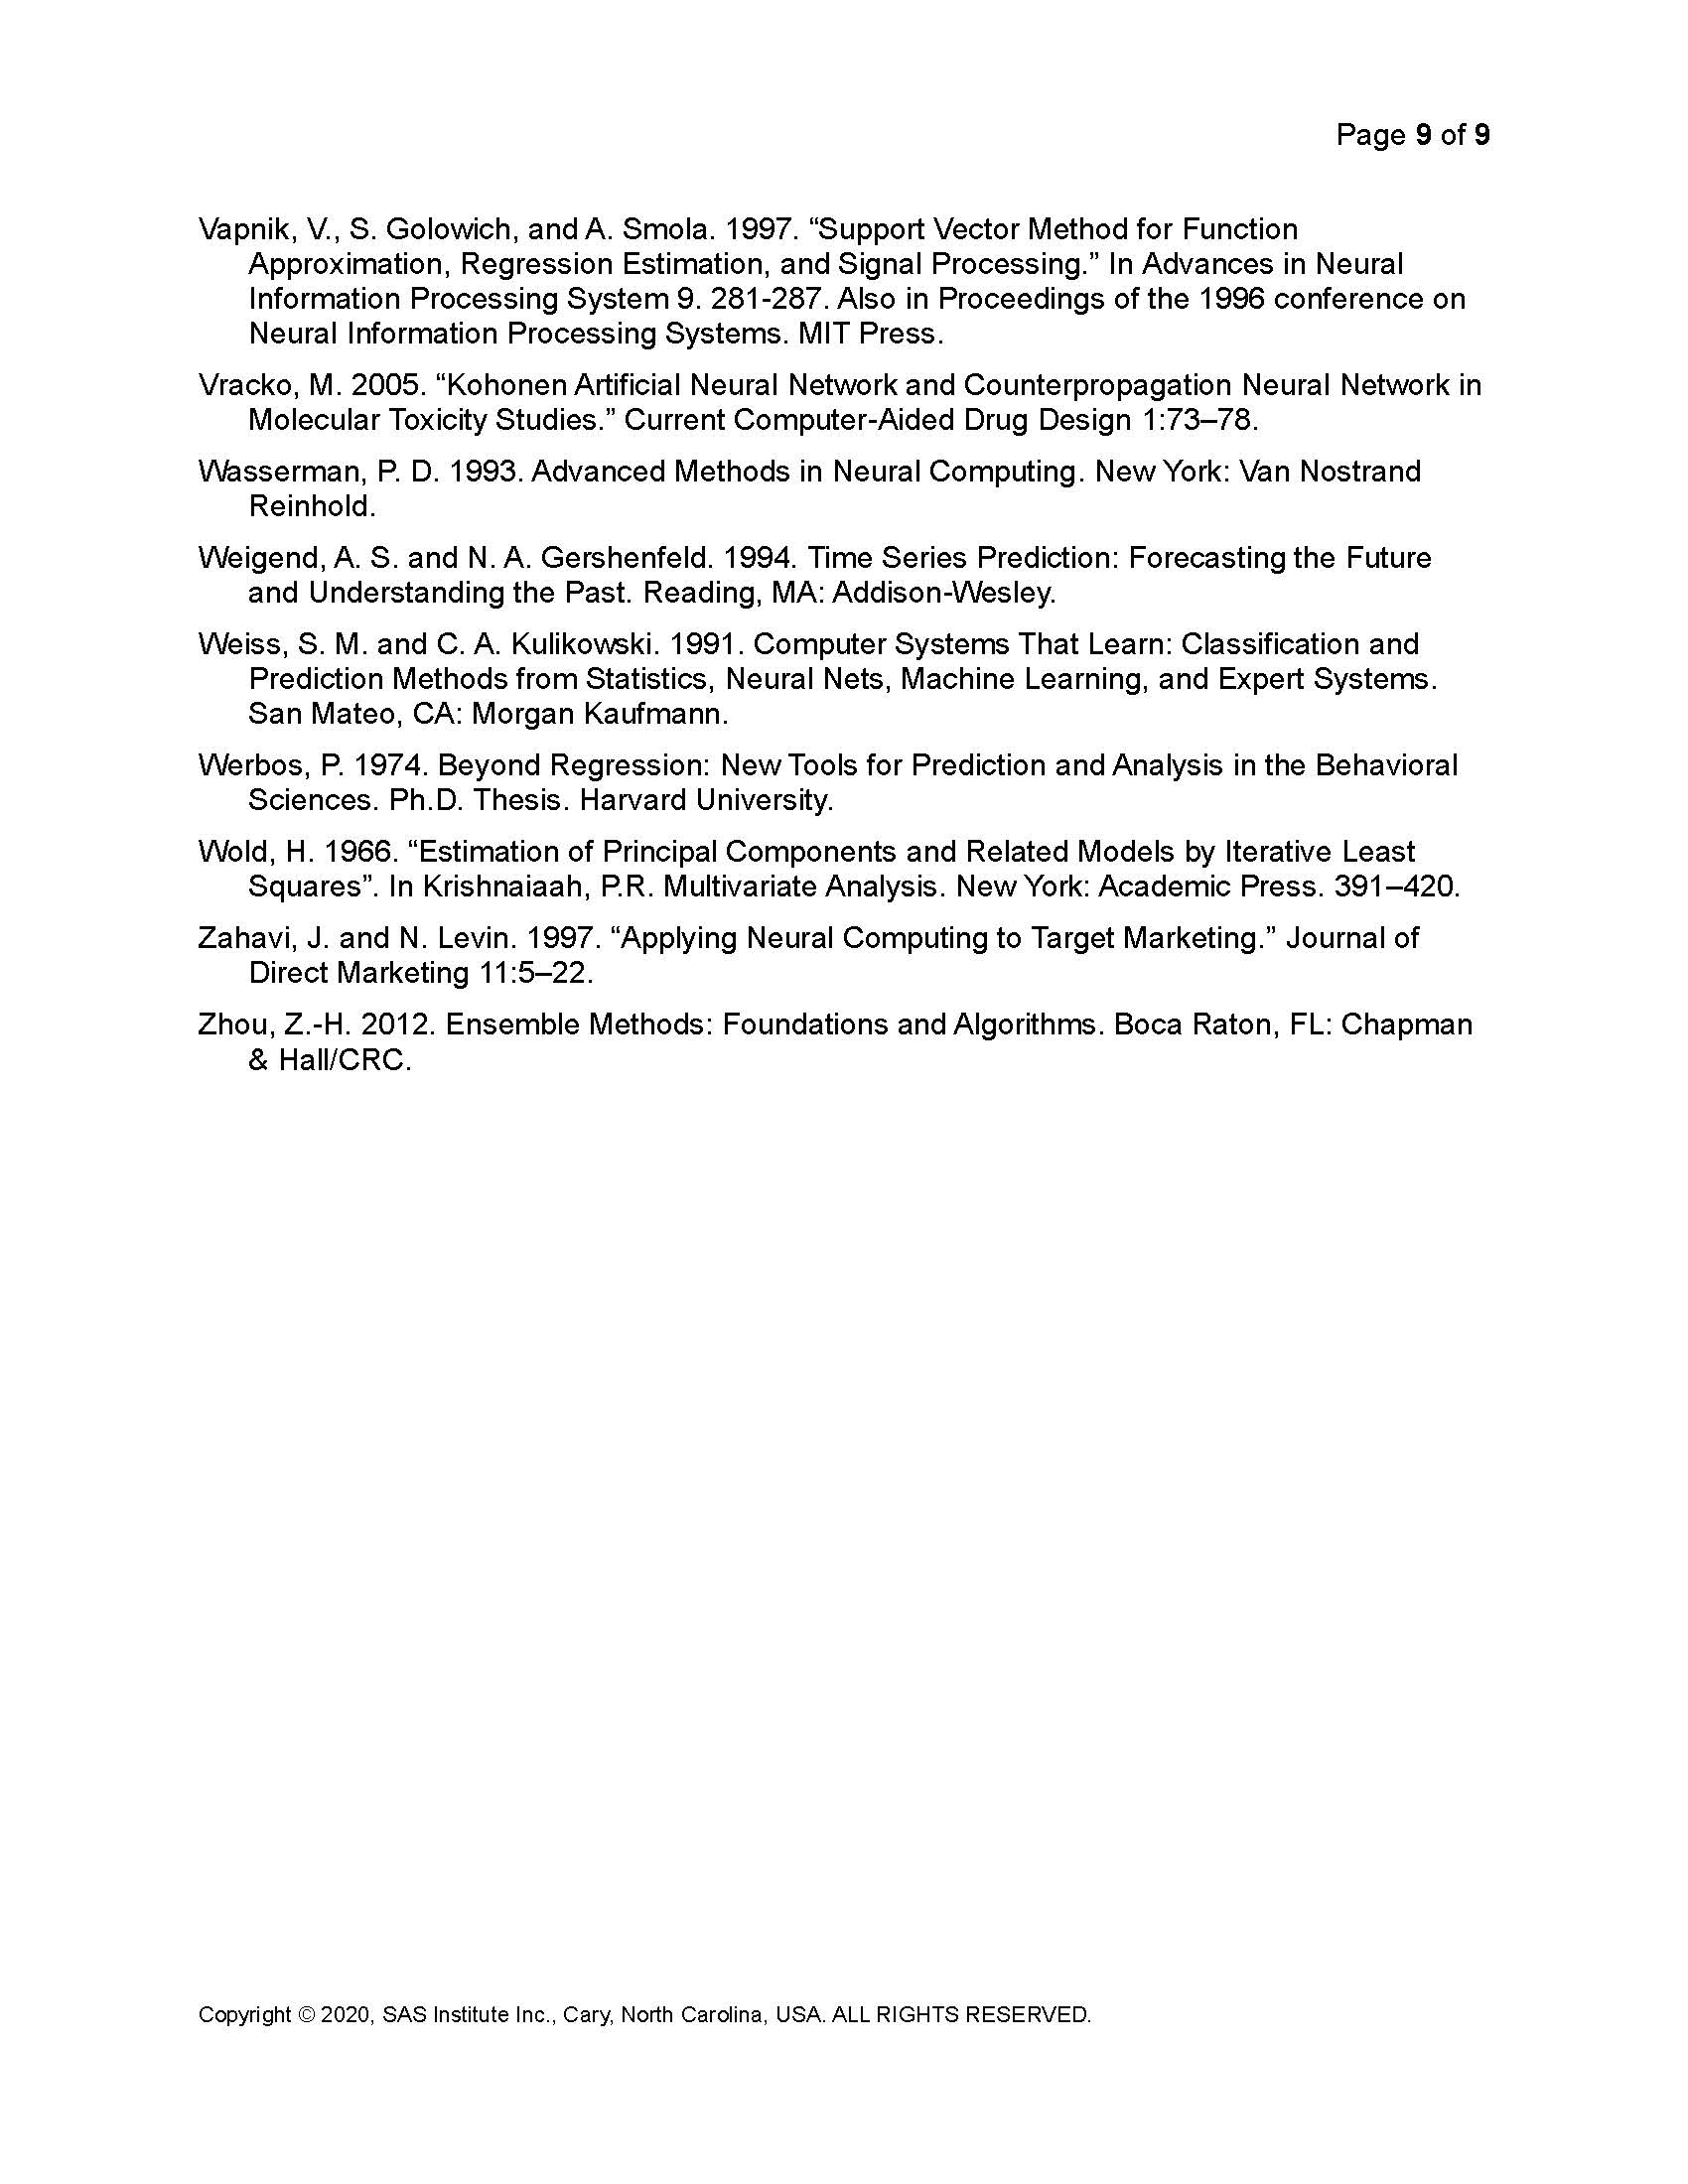 Page 9 of 9
Vapnik, V., S. Golowich, and A. Smola. 1997. “Support Vector Method for Function
Approximation, Regression Estimation, and Signal Processing.” In Advances in Neural
Information Processing System 9. 281-287. Also in Proceedings of the 1996 conference on
Neural Information Processing Systems. MIT Press.
Vracko, M. 2005. “Kohonen Artificial Neural Network and Counterpropagation Neural Network in
Molecular Toxicity Studies.” Current Computer-Aided Drug Design 1:73–78.
Wasserman, P. D. 1993. Advanced Methods in Neural Computing. New York: Van Nostrand
Reinhold.
Weigend, A. S. and N. A. Gershenfeld. 1994. Time Series Prediction: Forecasting the Future
and Understanding the Past. Reading, MA: Addison-Wesley.
Weiss, S. M. and C. A. Kulikowski. 1991. Computer Systems That Learn: Classification and
Prediction Methods from Statistics, Neural Nets, Machine Learning, and Expert Systems.
San Mateo, CA: Morgan Kaufmann.
Werbos, P. 1974. Beyond Regression: New Tools for Prediction and Analysis in the Behavioral
Sciences. Ph.D. Thesis. Harvard University.
Wold, H. 1966. “Estimation of Principal Components and Related Models by Iterative Least
Squares”. In Krishnaiaah, P.R. Multivariate Analysis. New York: Academic Press. 391–420.
Zahavi, J. and N. Levin. 1997. “Applying Neural Computing to Target Marketing.” Journal of
Direct Marketing 11:5–22.
Zhou, Z.-H. 2012. Ensemble Methods: Foundations and Algorithms. Boca Raton, FL: Chapman
& Hall/CRC.
Copyright © 2020, SAS Institute Inc., Cary, North Carolina, USA. ALL RIGHTS RESERVED.